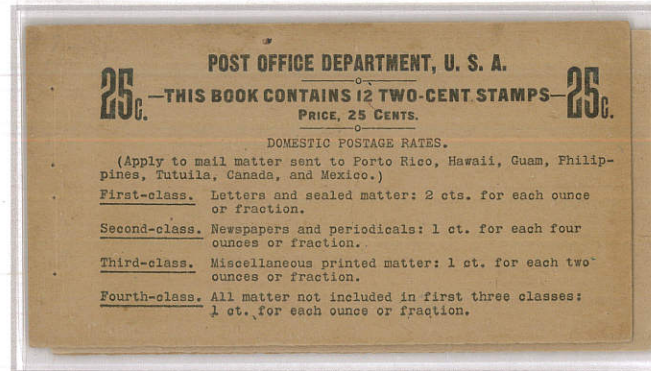 POST OFFICE DEPARTMENT, U. S. A.
25c. —THIS BOOK CONTAINS 12 TWO-CENT STAMPS— 25c.
PRICE, 25 CENTS.
DOMESTIC POSTAGE RATES.
(Apply to mail matter sent to Porto Rico, Hawaii, Guam, Philip-
pines, Tutuila, Canada, and Mexico.)
First-class. Letters and sealed matter: 2 cts. for each ounce
or fraction.
Second-class. Newspapers and periodicals: 1 ct. for each four
ounces or fraction.
Third-class. Miscellaneous printed matter: 1 ct. for each two
ounces or fraction.
Fourth-class. All matter not included in first three classes:
1 ct. for each ounce or fraction.